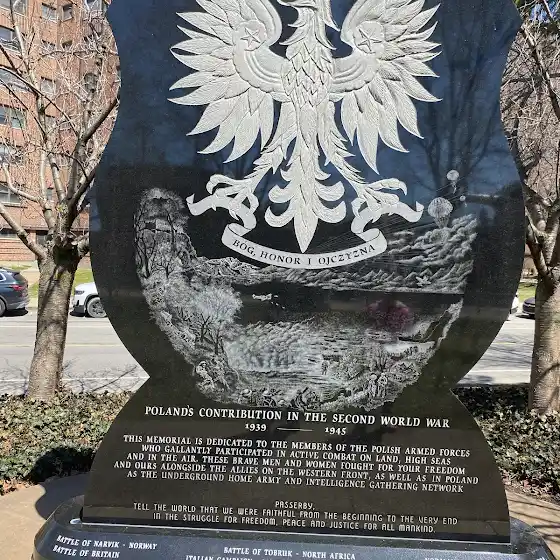 BÓG, HONOR I OJCZYZNA
POLAND'S CONTRIBUTION IN THE SECOND WORLD WAR
1939 — 1945
THIS MEMORIAL IS DEDICATED TO THE MEMBERS OF THE POLISH ARMED FORCES
WHO GALLANTLY PARTICIPATED IN ACTIVE COMBAT ON LAND, HIGH SEAS
AND IN THE AIR. THESE BRAVE MEN AND WOMEN FOUGHT FOR YOUR FREEDOM
AND OURS ALONGSIDE THE ALLIES ON THE WESTERN FRONT, AS WELL AS IN POLAND
AS THE UNDERGROUND HOME ARMY AND INTELLIGENCE GATHERING NETWORK
PASSERBY,
TELL THE WORLD THAT WE WERE FAITHFUL FROM THE BEGINNING TO THE VERY END
IN THE STRUGGLE FOR FREEDOM, PEACE AND JUSTICE FOR ALL MANKIND.
BATTLE OF NARVIK - NORWAY
BATTLE OF BRITAIN
BATTLE OF TOBRUK - NORTH AFRICA
ITALIAN